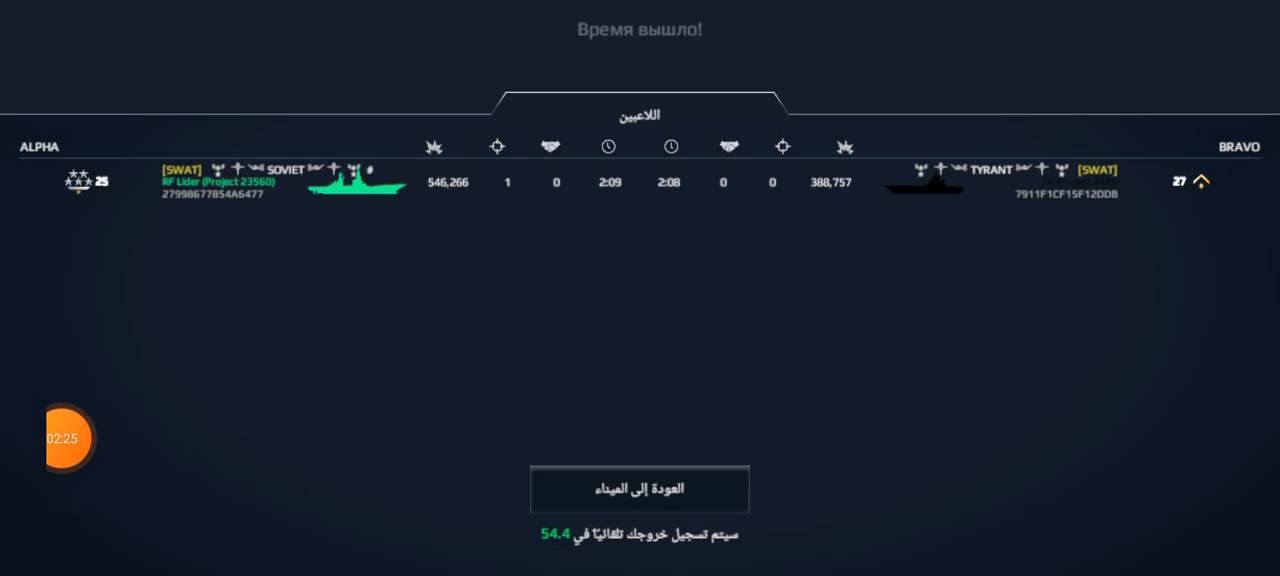 Время вышло!
اللاعبين
ALPHA
BRAVO
25
[SWAT] SOVIET #
RF Lider (Project 23560)
27998677854A6477
546,266 1 0 2:09 2:08 0 0 388,757
TYRANT [SWAT]
7911F1CF15F12DDB
27
02:25
العودة إلى الميناء
سيتم تسجيل خروجك تلقائيًا في 54.4